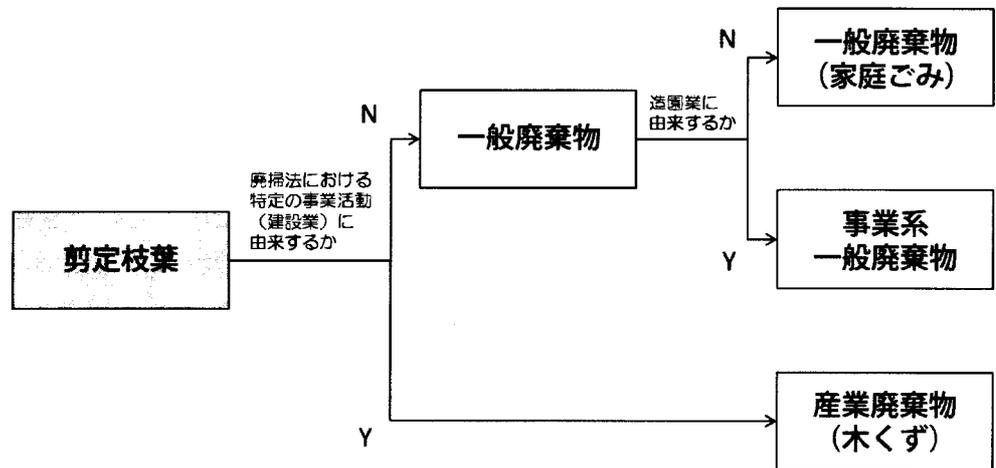 剪定枝葉
廃掃法における
特定の事業活動
（建設業）に
由来するか
N
Y
一般廃棄物
造園業に
由来するか
N
Y
一般廃棄物
（家庭ごみ）
事業系
一般廃棄物
産業廃棄物
（木くず）